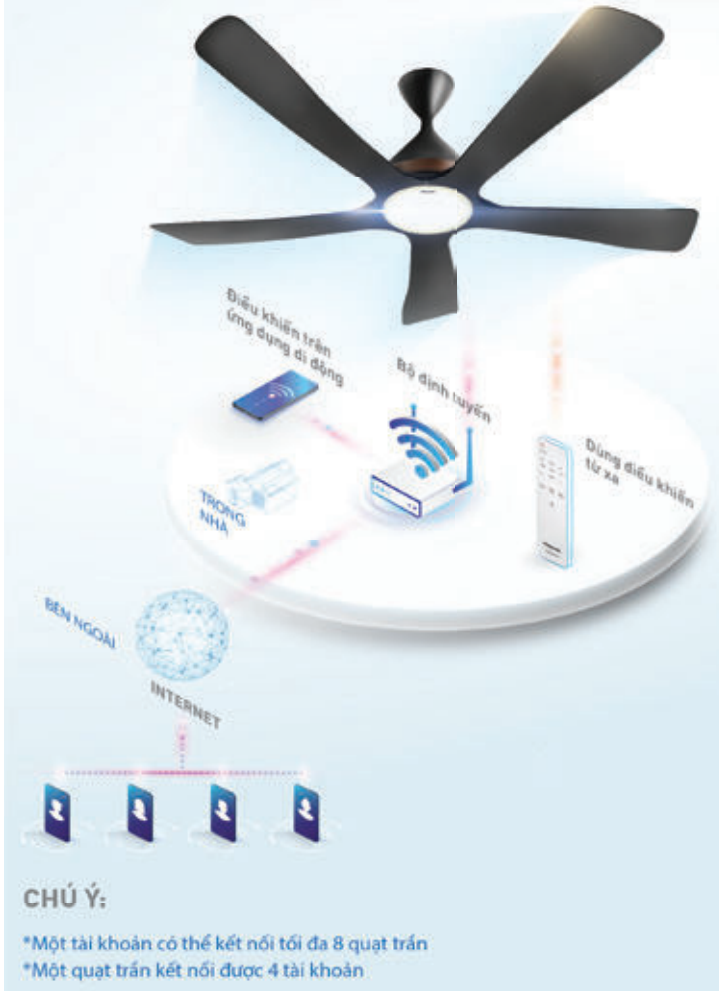 Điều khiển trên
ứng dụng di động
Bộ định tuyến
Dùng điều khiển
từ xa
TRONG
NHÀ
BÊN NGOÀI
INTERNET
CHÚ Ý:
*Một tài khoản có thể kết nối tối đa 8 quạt trần
*Một quạt trần kết nối được 4 tài khoản